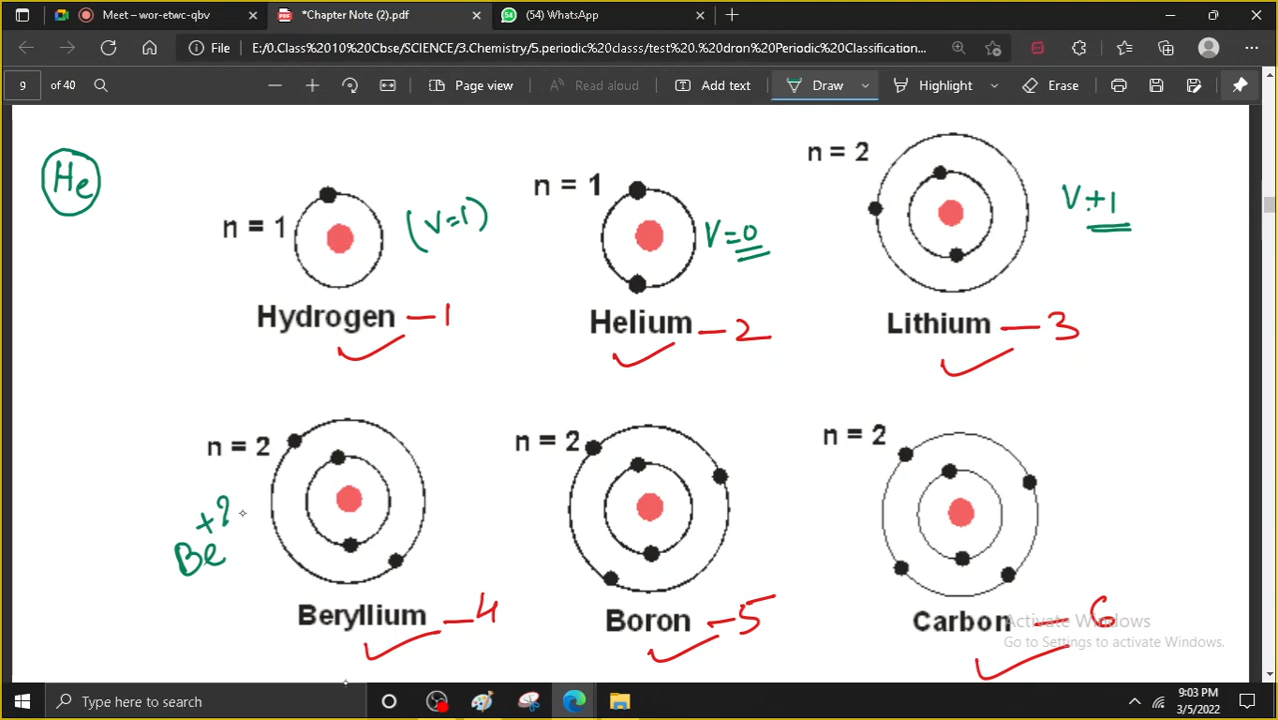 Meet – wor-etwc-qbv
*Chapter Note (2).pdf
(54) WhatsApp
File E:/0.Class%2010%20Cbse/SCIENCE/3.Chemistry/5.periodic%20classs/test%20.%20dron%20Periodic%20Classification...
9 of 40 Page view Read aloud Add text Draw Highlight Erase
He
n = 1 (V=1)
Hydrogen –1
n = 1 V=0
Helium –2
n = 2 V:+1
Lithium –3
n = 2
+2
Be
Beryllium –4
n = 2
Boron –5
n = 2
Carbon –6
Activate Windows
Go to Settings to activate Windows.
Type here to search
9:03 PM
3/5/2022